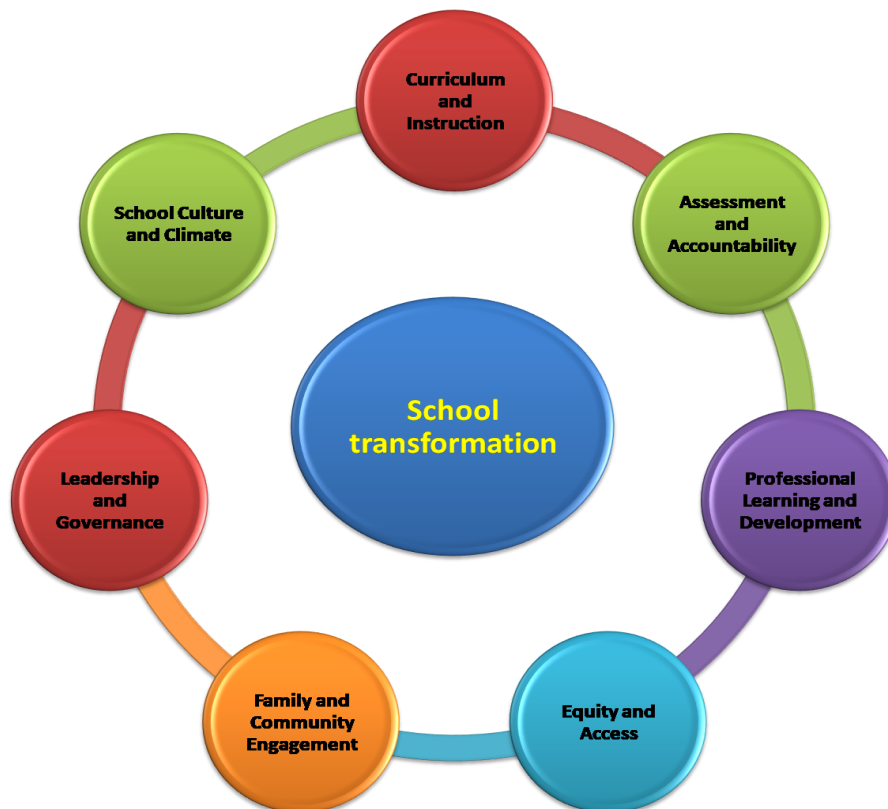 Curriculum
and
Instruction
Assessment
and
Accountability
Professional
Learning and
Development
Equity and
Access
Family and
Community
Engagement
Leadership
and
Governance
School Culture
and Climate
School
transformation